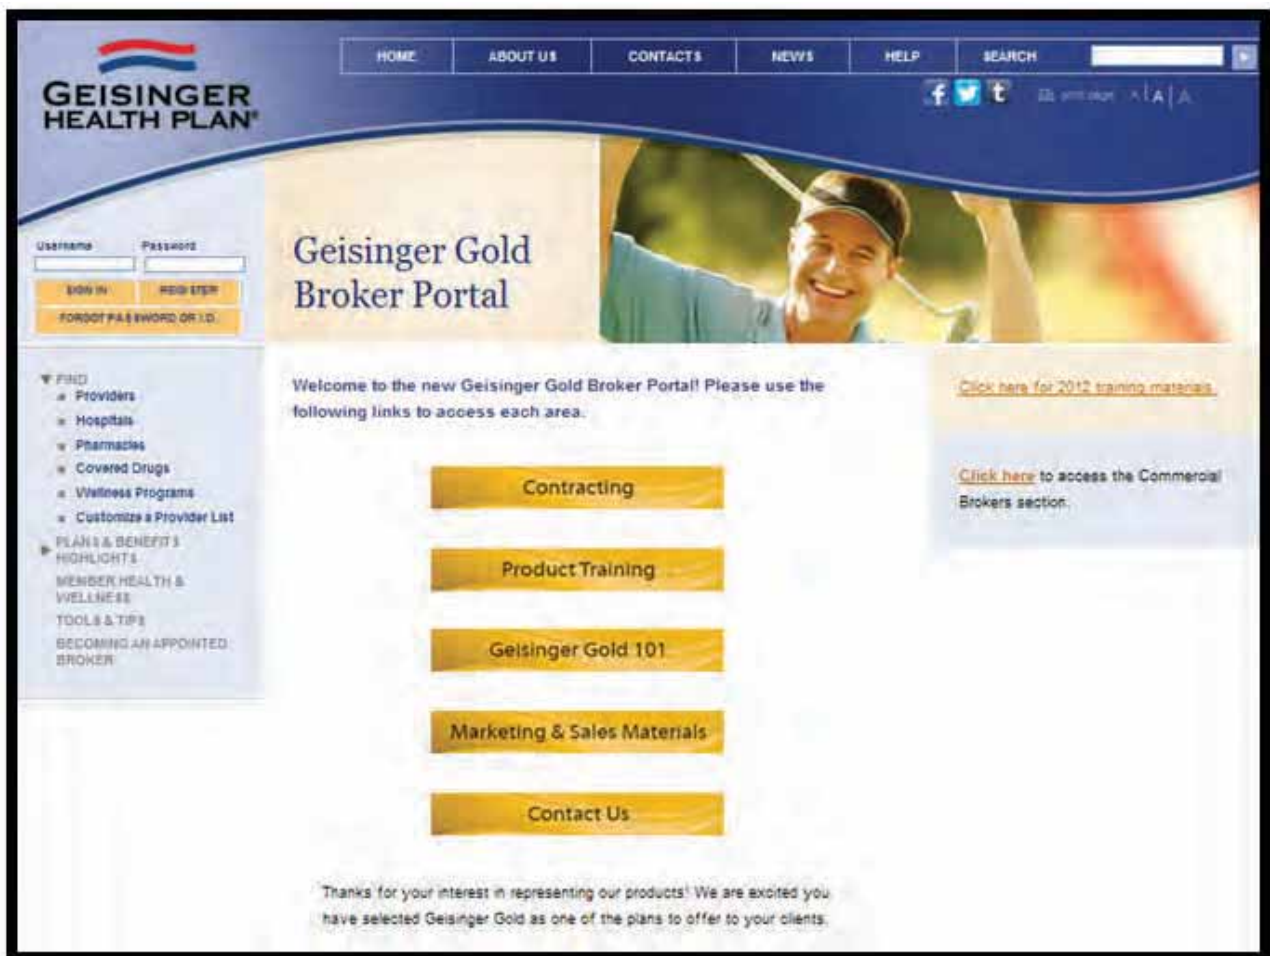 GEISINGER
HEALTH PLAN®
HOME
ABOUT US
CONTACTS
NEWS
HELP
SEARCH
print page
A | A | A
Username
Password
SIGN IN
REGISTER
FORGOT PASSWORD OR I.D.
Geisinger Gold
Broker Portal
FIND
Providers
Hospitals
Pharmacies
Covered Drugs
Wellness Programs
Customize a Provider List
PLANS & BENEFITS
HIGHLIGHTS
MEMBER HEALTH &
WELLNESS
TOOLS & TIPS
BECOMING AN APPOINTED
BROKER
Welcome to the new Geisinger Gold Broker Portal! Please use the
following links to access each area.
Contracting
Product Training
Geisinger Gold 101
Marketing & Sales Materials
Contact Us
Thanks for your interest in representing our products! We are excited you
have selected Geisinger Gold as one of the plans to offer to your clients.
Click here for 2012 training materials.
Click here to access the Commercial
Brokers section.